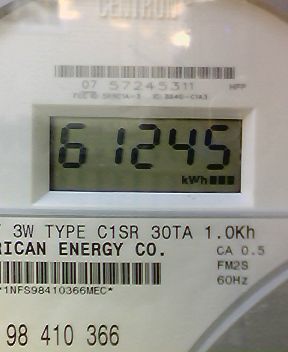 CENTRON
07 57245311
61245
kWh
3W TYPE C1SR 30TA 1.0Kh
RICAN ENERGY CO.
CA 0.5
FM2S
60Hz
*1NFS98410366MEC*
98 410 366